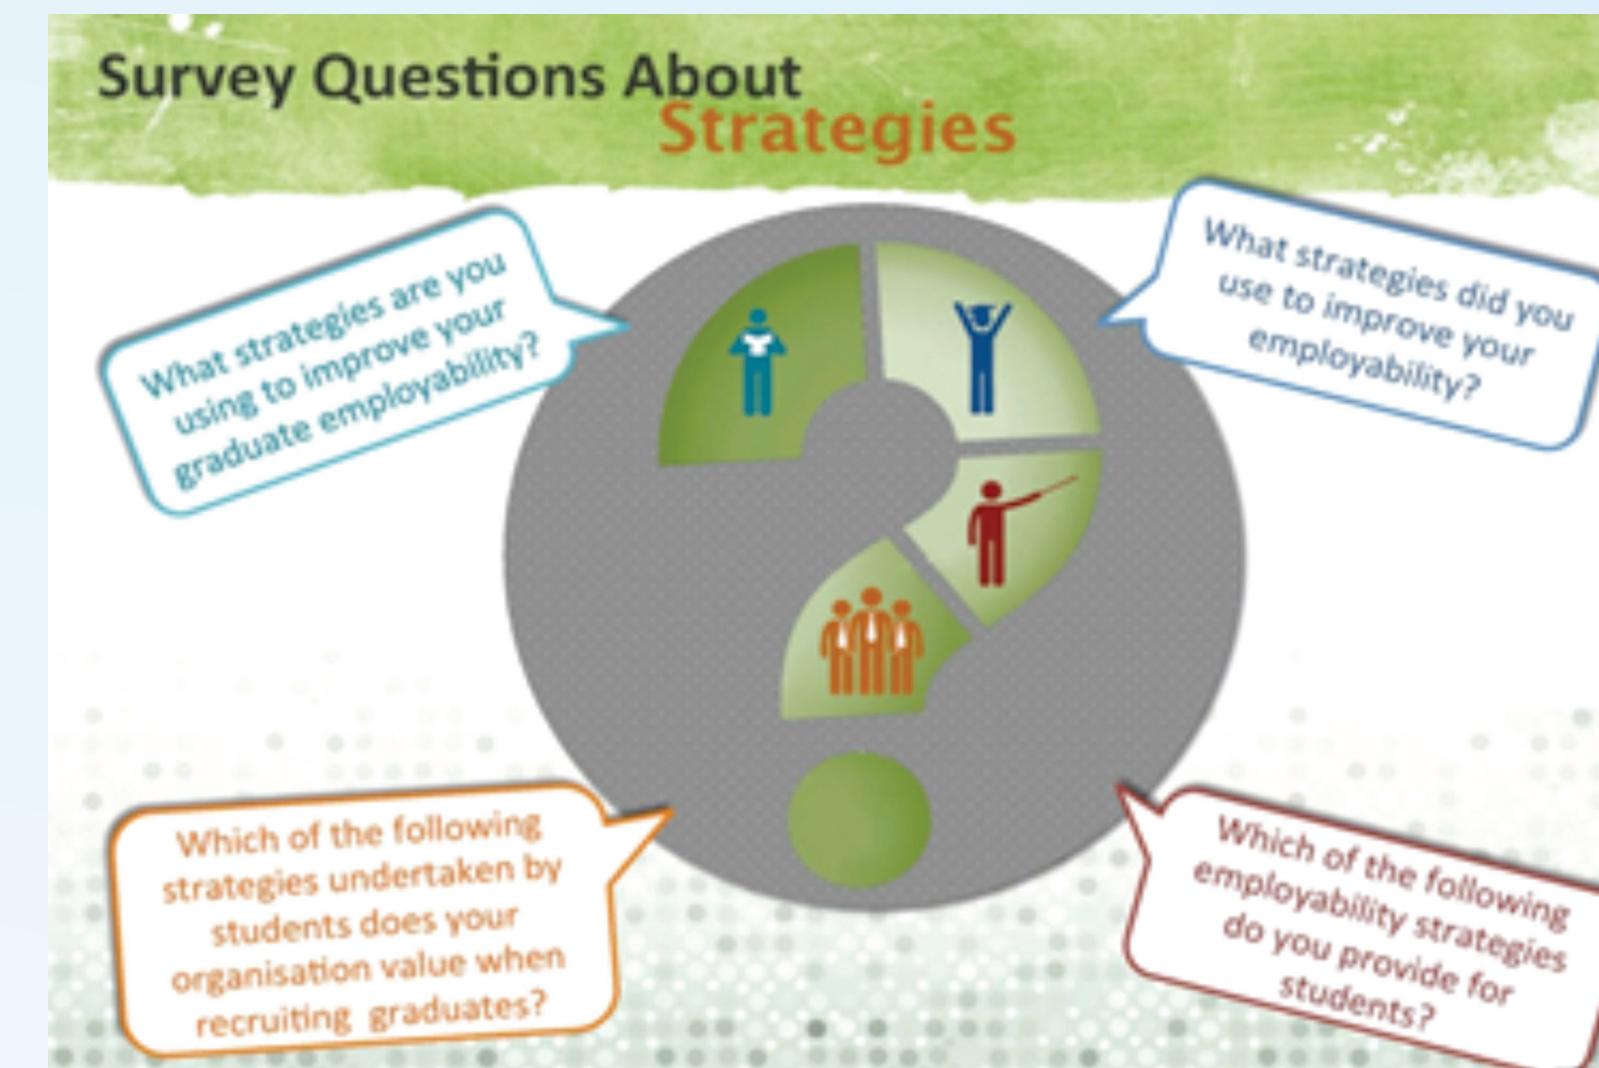 Survey Questions About
Strategies
What strategies are you
using to improve your
graduate employability?
What strategies did you
use to improve your
employability?
Which of the following
strategies undertaken by
students does your
organisation value when
recruiting graduates?
Which of the following
employability strategies
do you provide for
students?